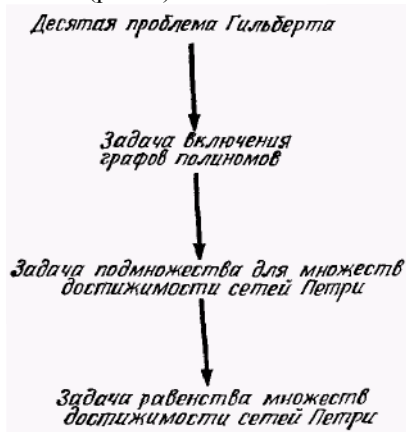 Десятая проблема Гильберта
Задача включения
графов полиномов
Задача подмножества для множеств
достижимости сетей Петри
Задача равенства множеств
достижимости сетей Петри